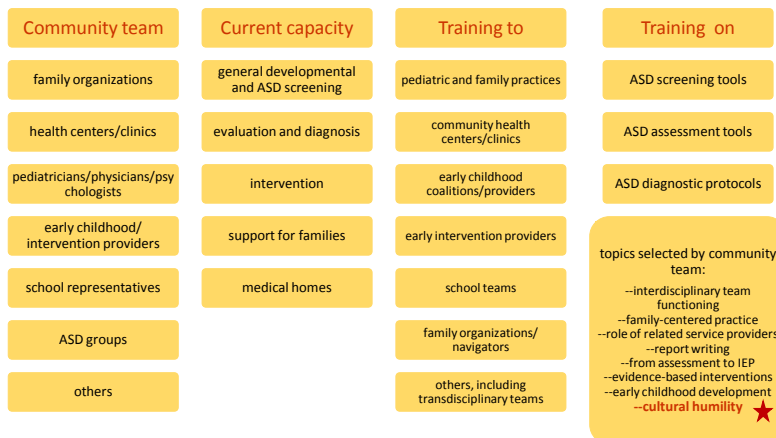 Community team
family organizations
health centers/clinics
pediatricians/physicians/psy
chologists
early childhood/
intervention providers
school representatives
ASD groups
others
Current capacity
general developmental
and ASD screening
evaluation and diagnosis
intervention
support for families
medical homes
Training to
pediatric and family practices
community health
centers/clinics
early childhood
coalitions/providers
early intervention providers
school teams
family organizations/
navigators
others, including
transdisciplinary teams
Training on
ASD screening tools
ASD assessment tools
ASD diagnostic protocols
topics selected by community
team:
--interdisciplinary team
functioning
--family-centered practice
--role of related service providers
--report writing
--from assessment to IEP
--evidence-based interventions
--early childhood development
--cultural humility